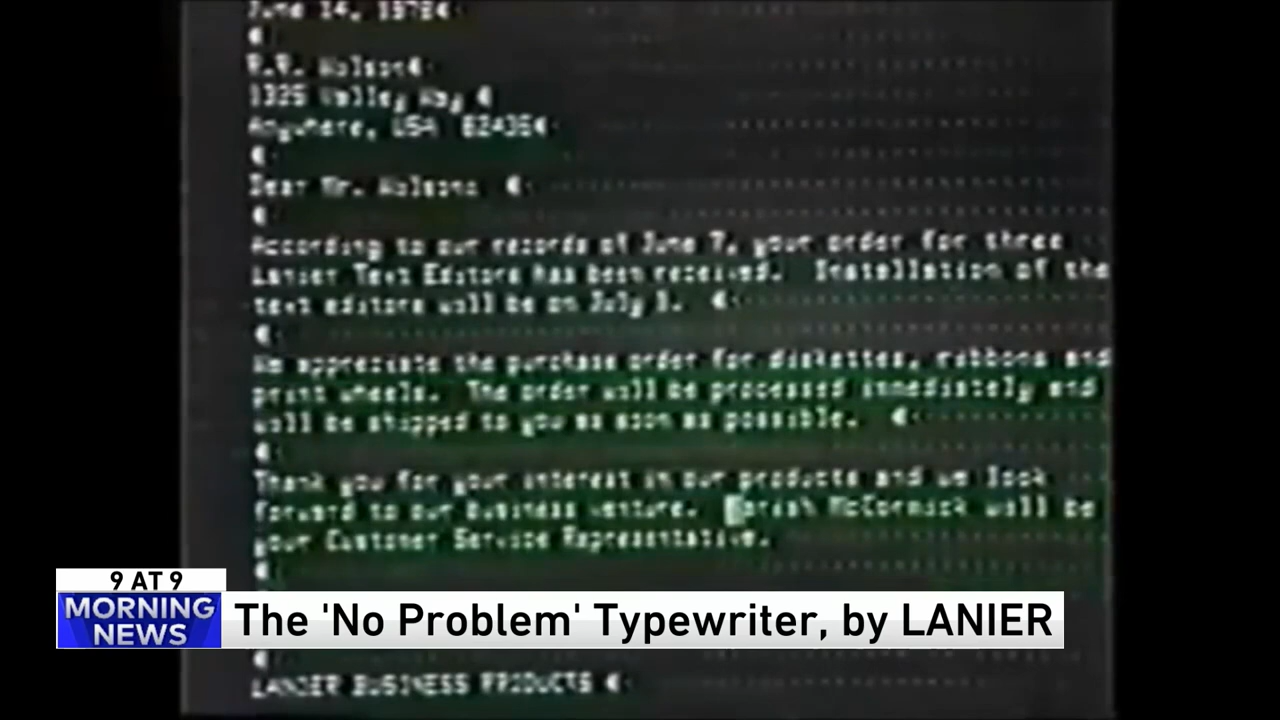 June 14, 1978
1325 Valley Way
Anywhere, USA 82435
Dear Mr. Wolson:
According to our records of June 7, your order for three
Lanier Text Editors has been received. Installation of the
text editors will be on July 1.
We appreciate the purchase order for diskettes, ribbons and
print wheels. The order will be processed immediately and
will be shipped to you as soon as possible.
Thank you for your interest in our products and we look
forward to our business venture. McCormick will be
your Customer Service Representative.
9 AT 9
MORNING
NEWS
The 'No Problem' Typewriter, by LANIER
LANIER BUSINESS PRODUCTS